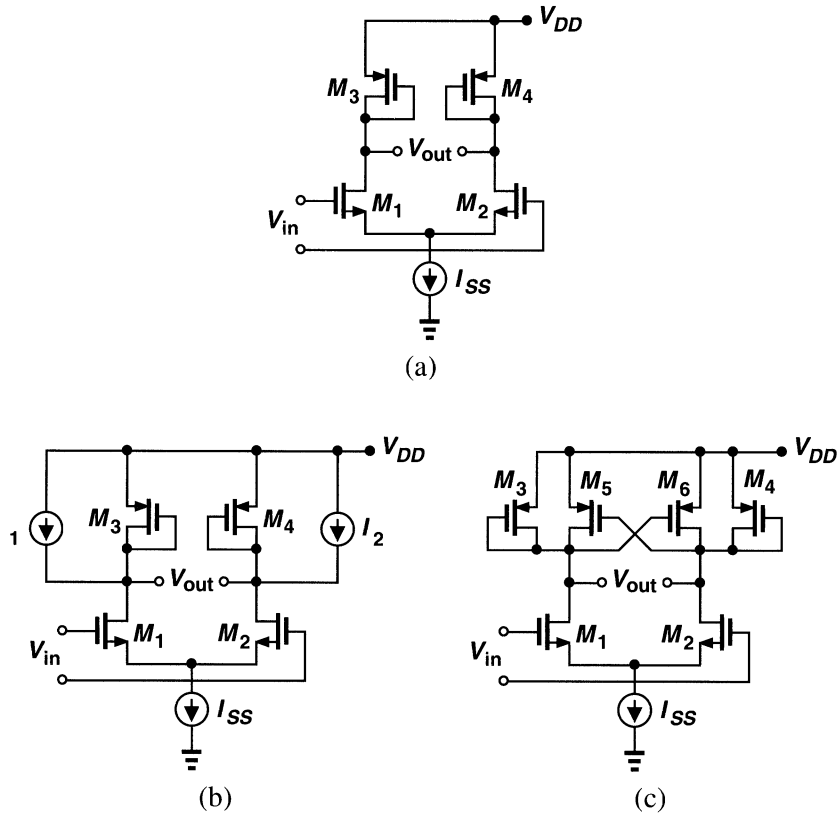 V_DD
M_3 M_4
V_out
M_1 M_2
V_in
I_SS
(a)
V_DD V_DD
M_3 M_5 M_6 M_4
1 M_3 M_4 I_2
V_out V_out
M_1 M_2 M_1 M_2
V_in V_in
I_SS I_SS
(b) (c)